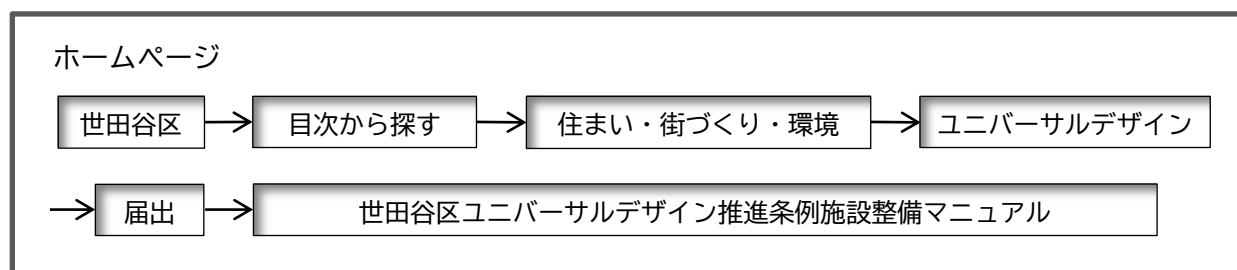 ホームページ
世田谷区 → 目次から探す → 住まい・街づくり・環境 → ユニバーサルデザイン
→ 届出 → 世田谷区ユニバーサルデザイン推進条例施設整備マニュアル